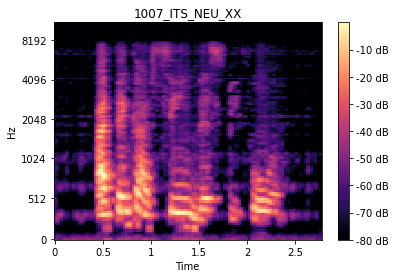 1007_ITS_NEU_XX
8192
4096
2048
1024
512
0
Hz
0
0.5
1
1.5
2
2.5
Time
-10 dB
-20 dB
-30 dB
-40 dB
-50 dB
-60 dB
-70 dB
-80 dB